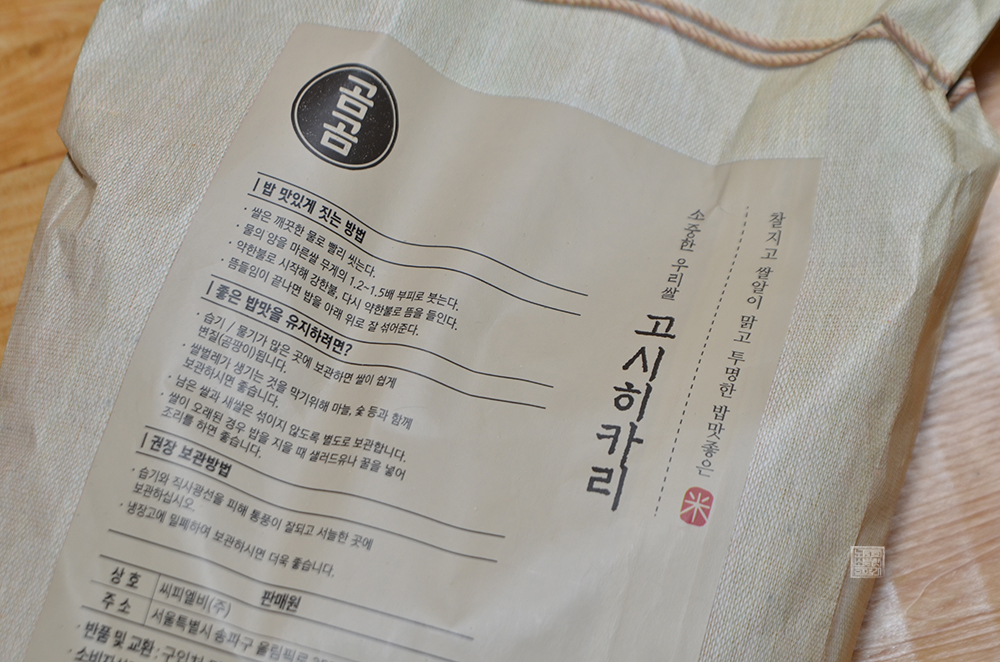 곰곰
찰지고 쌀알이 맑고 투명한 밥맛좋은
米
소중한 우리쌀
고시히카리
밥 맛있게 짓는 방법
· 쌀은 깨끗한 물로 빨리 씻는다.
· 물의 양을 마른쌀 무게의 1.2~1.5배 부피로 붓는다.
· 약한불로 시작해 강한불, 다시 약한불로 뜸을 들인다.
· 뜸들임이 끝나면 밥을 아래 위로 잘 섞어준다.
좋은 밥맛을 유지하려면?
· 습기 / 물기가 많은 곳에 보관하면 쌀이 쉽게
변질(곰팡이)됩니다.
· 쌀벌레가 생기는 것을 막기위해 마늘, 숯 등과 함께
보관하시면 좋습니다.
· 남은 쌀과 새쌀은 섞이지 않도록 별도로 보관합니다.
· 쌀이 오래된 경우 밥을 지을 때 샐러드유나 꿀을 넣어
조리를 하면 좋습니다.
권장 보관방법
· 습기와 직사광선을 피해 통풍이 잘되고 서늘한 곳에
보관하십시오.
· 냉장고에 밀폐하여 보관하시면 더욱 좋습니다.
상 호 씨피엘비(주) 판매원
주 소 서울특별시 송파구 올림픽로
· 반품 및 교환 : 구입처